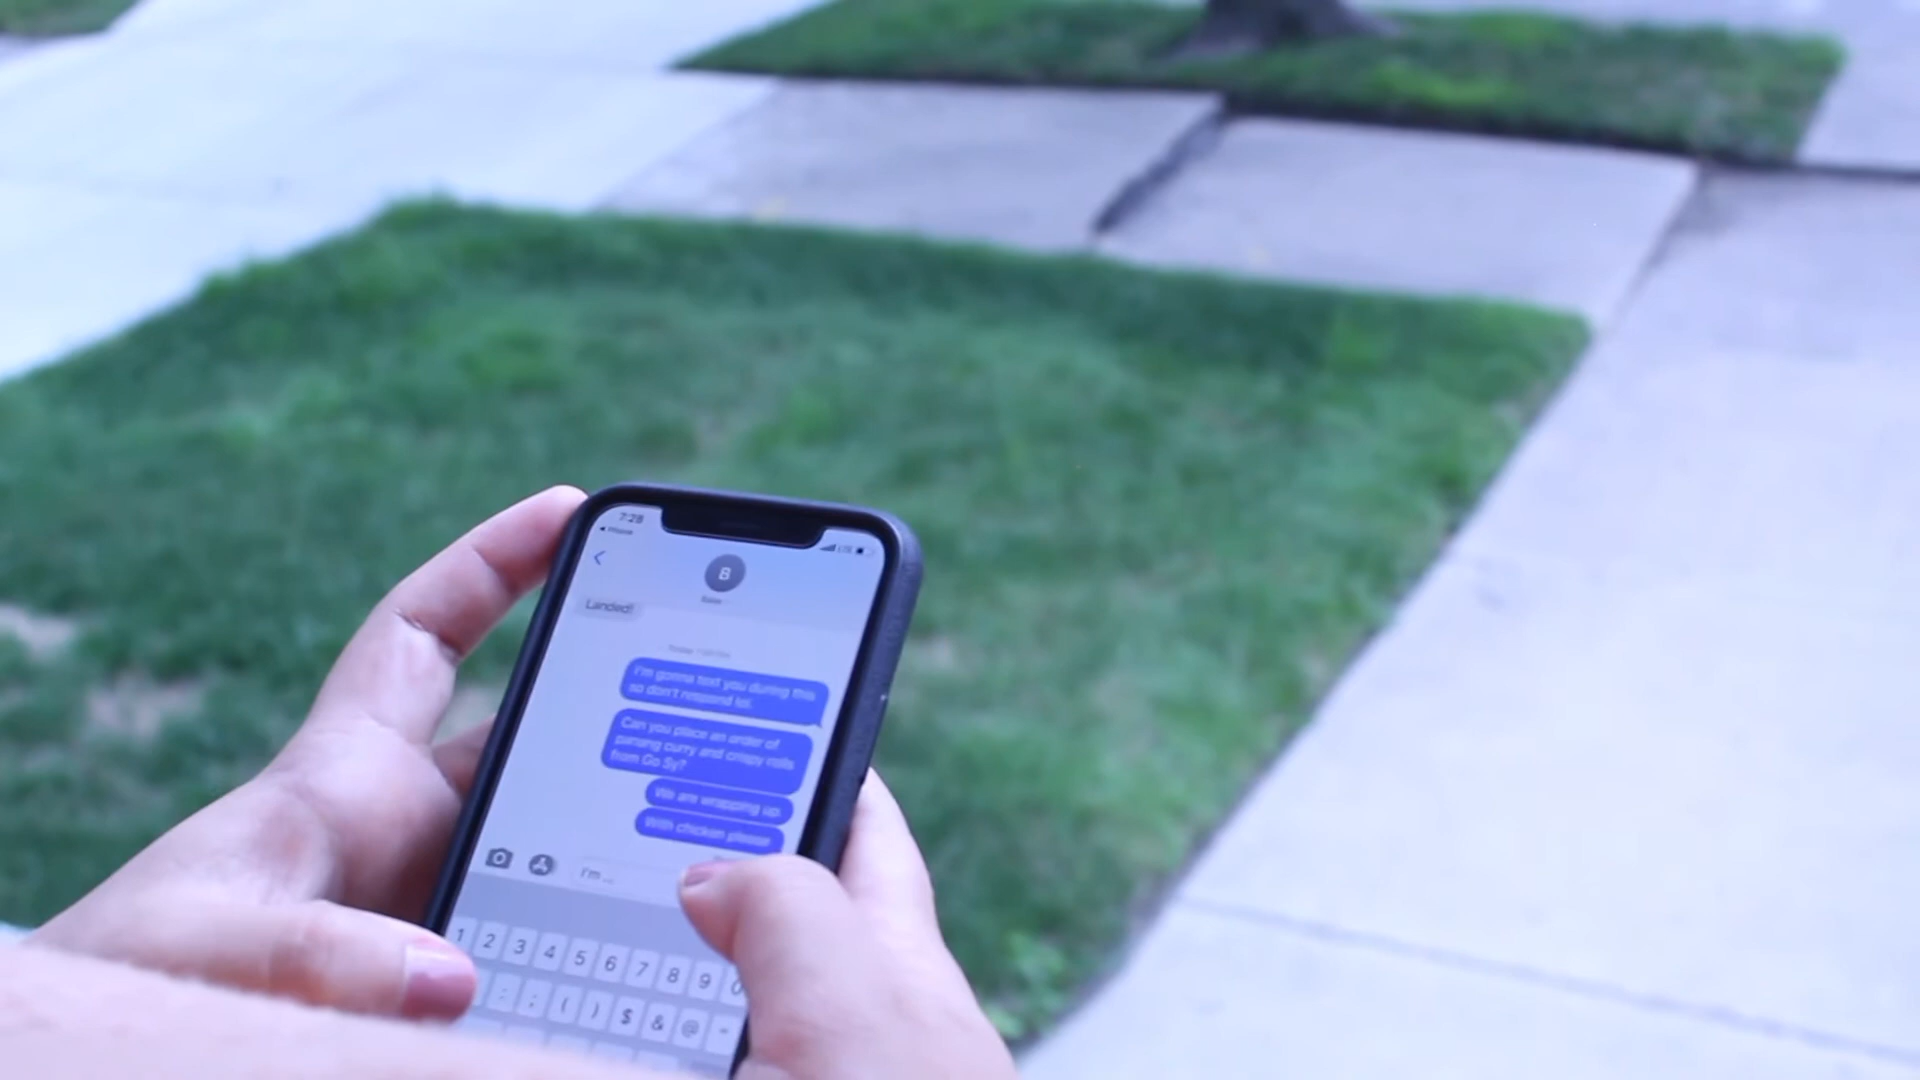 7:28
LTE
B
Landed!
I'm gonna text you during this
so don't respond lol.
Can you place an order of
panang curry and crispy rolls
from Go Sy?
We are wrapping up.
With chicken please
I'm ...
1 2 3 4 5 6 7 8 9 0
: ; ( ) $ & @ "